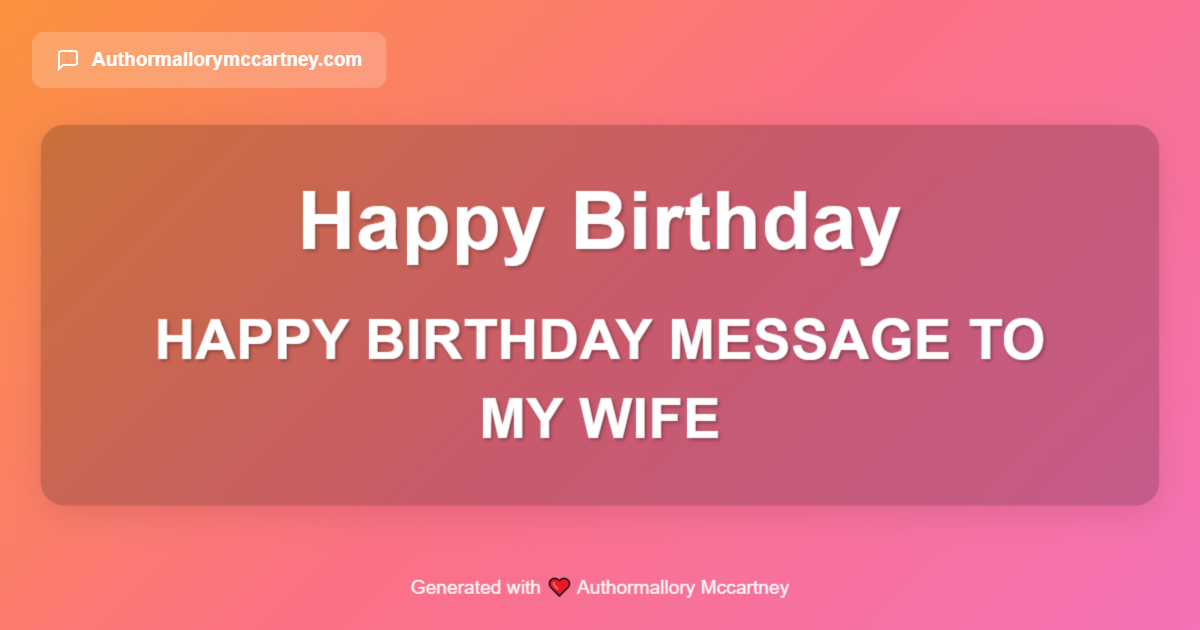 Authormallorymccartney.com
Happy Birthday
HAPPY BIRTHDAY MESSAGE TO
MY WIFE
Generated with ❤️ Authormallory Mccartney